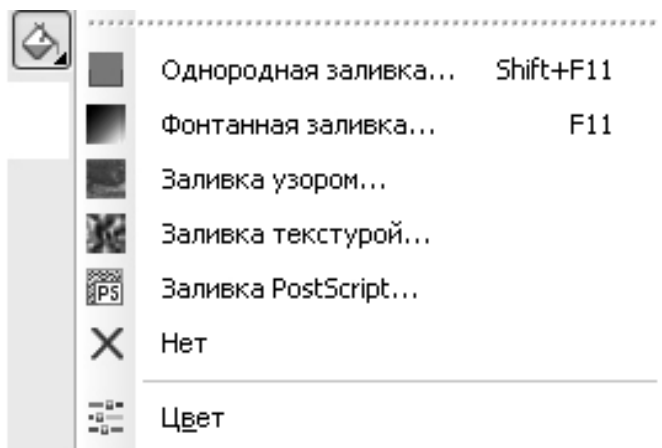 Однородная заливка... Shift+F11
Фонтанная заливка... F11
Заливка узором...
Заливка текстурой...
PS Заливка PostScript...
Нет
Цвет